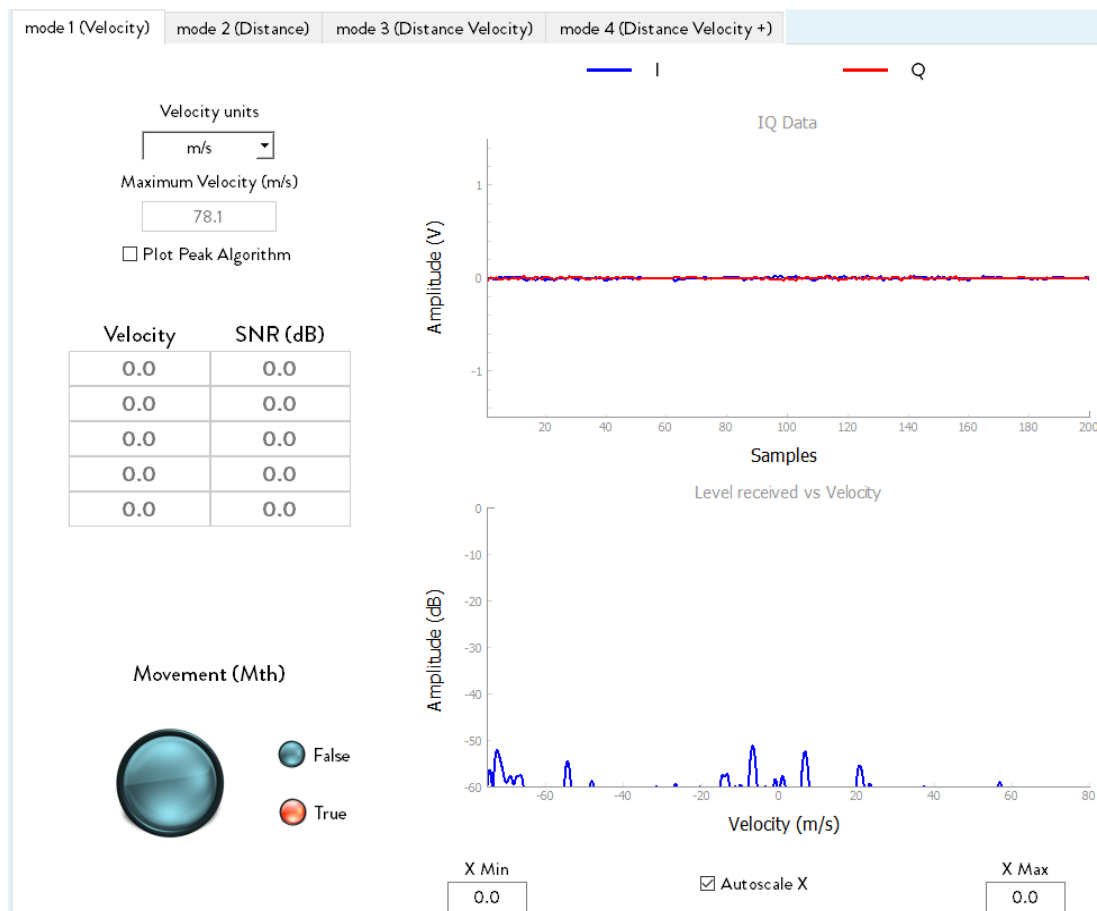 mode 1 (Velocity) mode 2 (Distance) mode 3 (Distance Velocity) mode 4 (Distance Velocity +)
I Q
Velocity units
m/s
Maximum Velocity (m/s)
78.1
Plot Peak Algorithm
Velocity SNR (dB)
0.0 0.0
0.0 0.0
0.0 0.0
0.0 0.0
0.0 0.0
Movement (Mth)
False
True
IQ Data
Amplitude (V)
1
0
-1
20 40 60 80 100 120 140 160 180 200
Samples
Level received vs Velocity
Amplitude (dB)
0
-10
-20
-30
-40
-50
-60
-60 -40 -20 0 20 40 60 80
Velocity (m/s)
X Min
0.0
Autoscale X
X Max
0.0